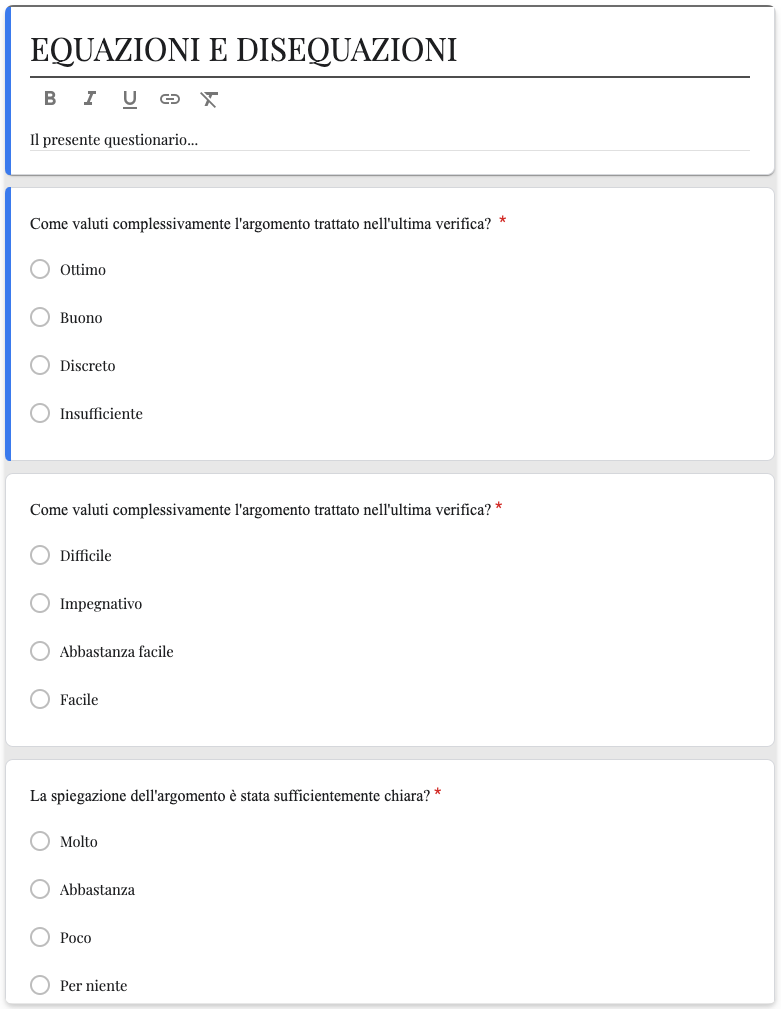 EQUAZIONI E DISEQUAZIONI
B I U
Il presente questionario...
Come valuti complessivamente l'argomento trattato nell'ultima verifica? *
Ottimo
Buono
Discreto
Insufficiente
Come valuti complessivamente l'argomento trattato nell'ultima verifica? *
Difficile
Impegnativo
Abbastanza facile
Facile
La spiegazione dell'argomento è stata sufficientemente chiara? *
Molto
Abbastanza
Poco
Per niente